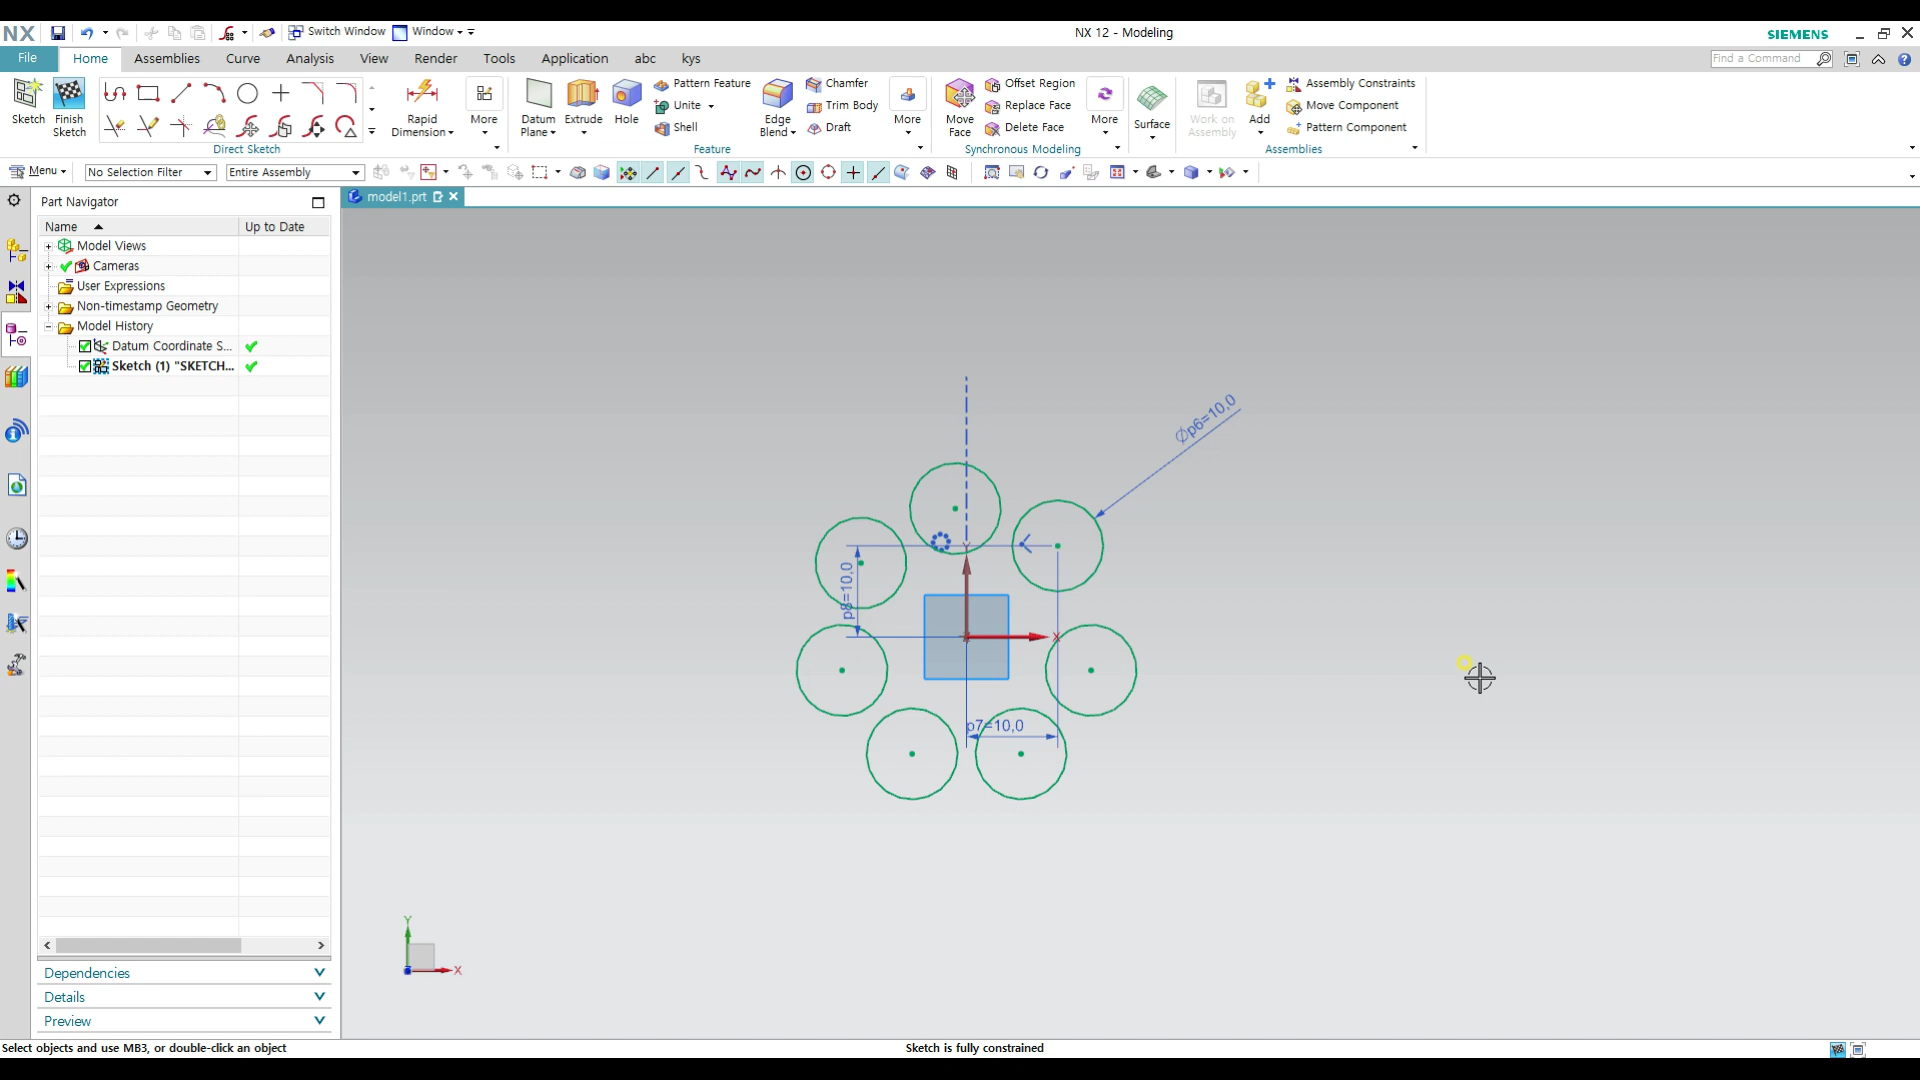 NX Switch Window Window NX 12 - Modeling SIEMENS
File Home Assemblies Curve Analysis View Render Tools Application abc kys Find a Command
Sketch Finish Sketch Rapid Dimension More Datum Plane Extrude Hole Pattern Feature Unite Shell Edge Blend Chamfer Trim Body Draft More Move Face Offset Region Replace Face Delete Face More Surface Work on Assembly Add Assembly Constraints Move Component Pattern Component
Direct Sketch Feature Synchronous Modeling Assemblies
Menu No Selection Filter Entire Assembly
Part Navigator model1.prt
Name Up to Date
Model Views
Cameras
User Expressions
Non-timestamp Geometry
Model History
Datum Coordinate S...
Sketch (1) "SKETCH...
Øp6=10,0
Y
p8=10,0
X
p7=10,0
Y
X
Dependencies
Details
Preview
Select objects and use MB3, or double-click an object Sketch is fully constrained